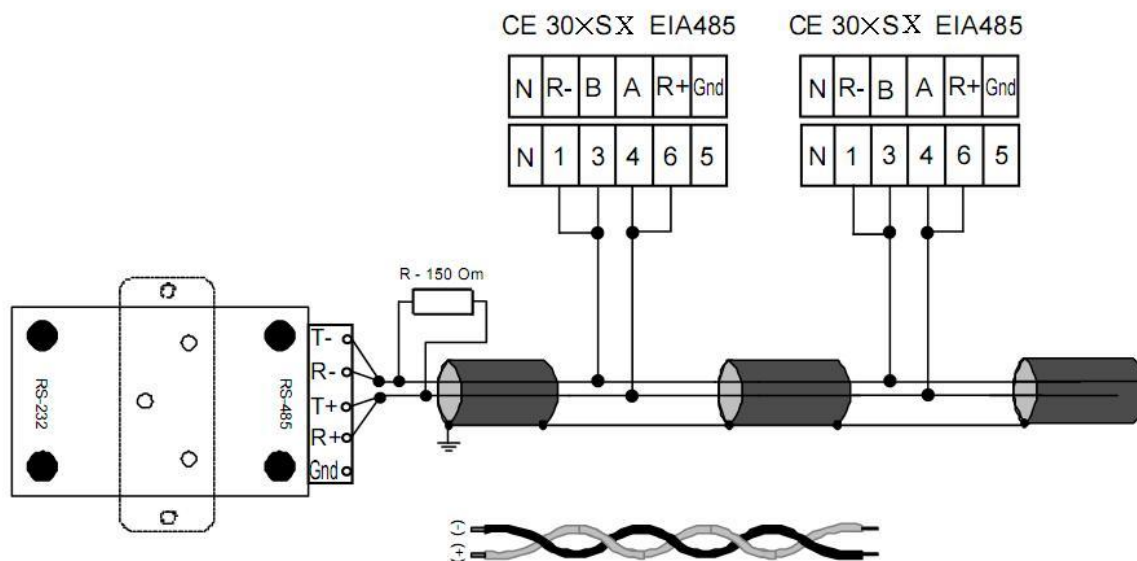 CE 30×SX EIA485
CE 30×SX EIA485
N R- B A R+ Gnd
N R- B A R+ Gnd
N 1 3 4 6 5
N 1 3 4 6 5
R - 150 Om
RS-232
RS-485
T-
R-
T+
R+
Gnd
(-)
(+)